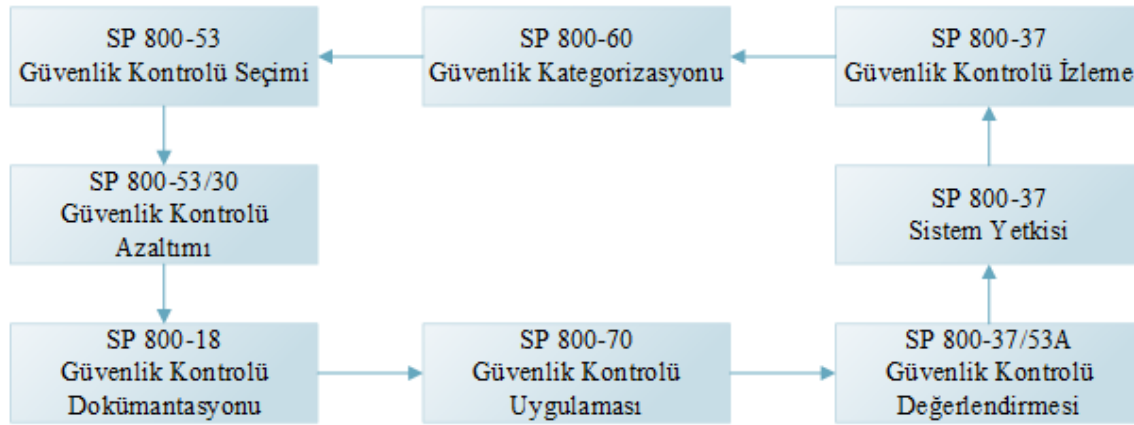 SP 800-53
Güvenlik Kontrolü Seçimi
SP 800-60
Güvenlik Kategorizasyonu
SP 800-37
Güvenlik Kontrolü İzleme
SP 800-53/30
Güvenlik Kontrolü
Azaltımı
SP 800-37
Sistem Yetkisi
SP 800-18
Güvenlik Kontrolü
Dokümantasyonu
SP 800-70
Güvenlik Kontrolü
Uygulaması
SP 800-37/53A
Güvenlik Kontrolü
Değerlendirmesi